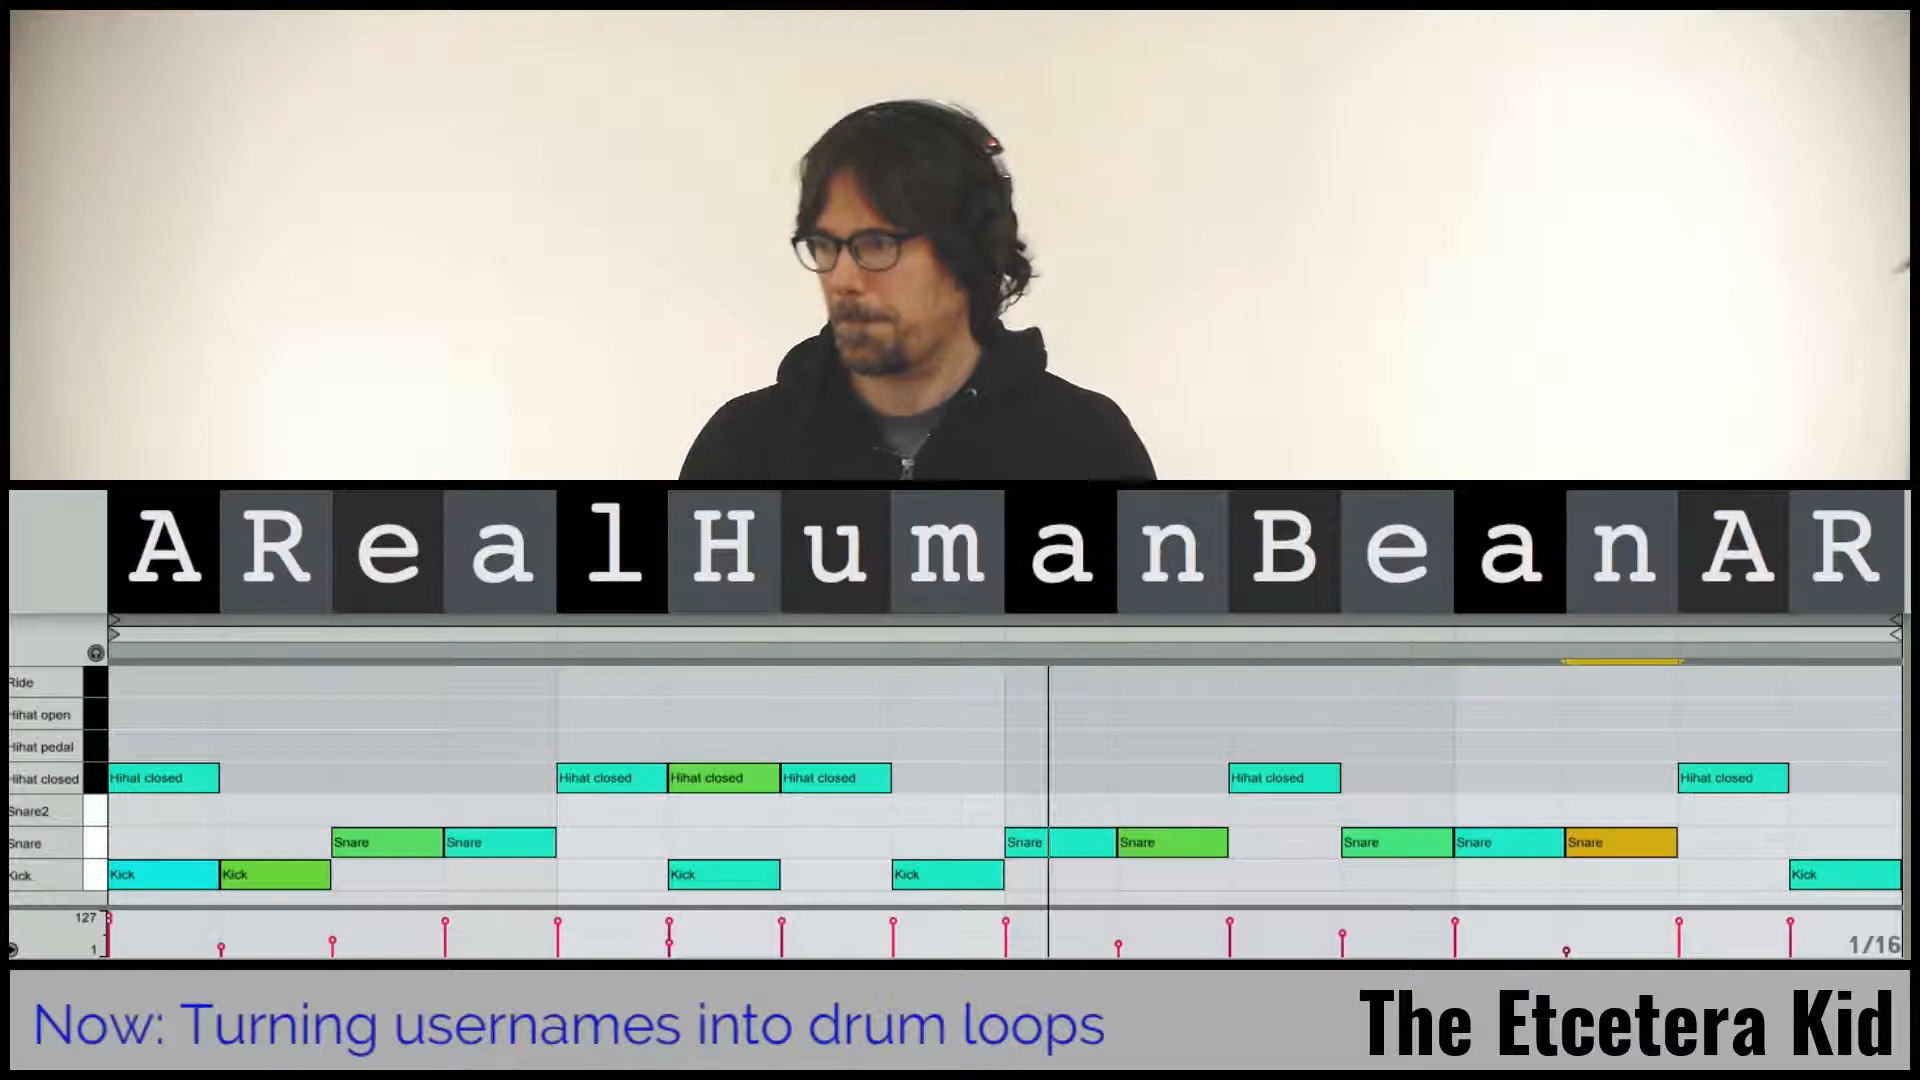 ARealHumanBeanAR
Ride
Hihat open
Hihat pedal
Hihat closed
Hihat closed
Hihat closed
Hihat closed
Hihat closed
Hihat closed
Hihat closed
Snare2
Snare
Snare
Snare
Snare
Snare
Snare
Snare
Snare
Kick
Kick
Kick
Kick
Kick
Kick
127
1
1/16
Now: Turning usernames into drum loops
The Etcetera Kid